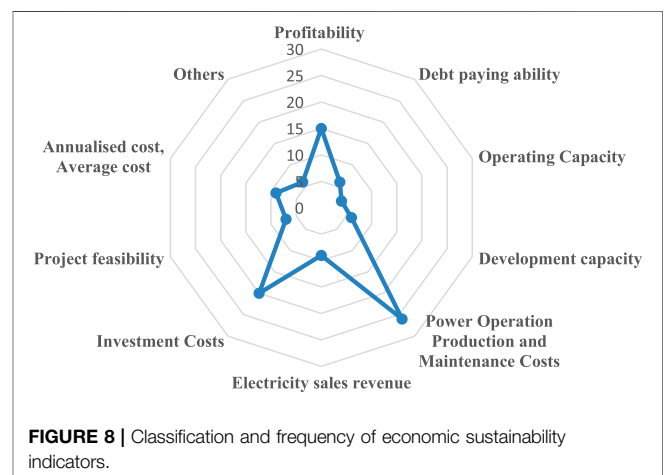 Profitability
30
25
20
15
10
5
0
Debt paying ability
Operating Capacity
Development capacity
Power Operation
Production and
Maintenance Costs
Electricity sales revenue
Investment Costs
Project feasibility
Annualised cost,
Average cost
Others
FIGURE 8 | Classification and frequency of economic sustainability
indicators.